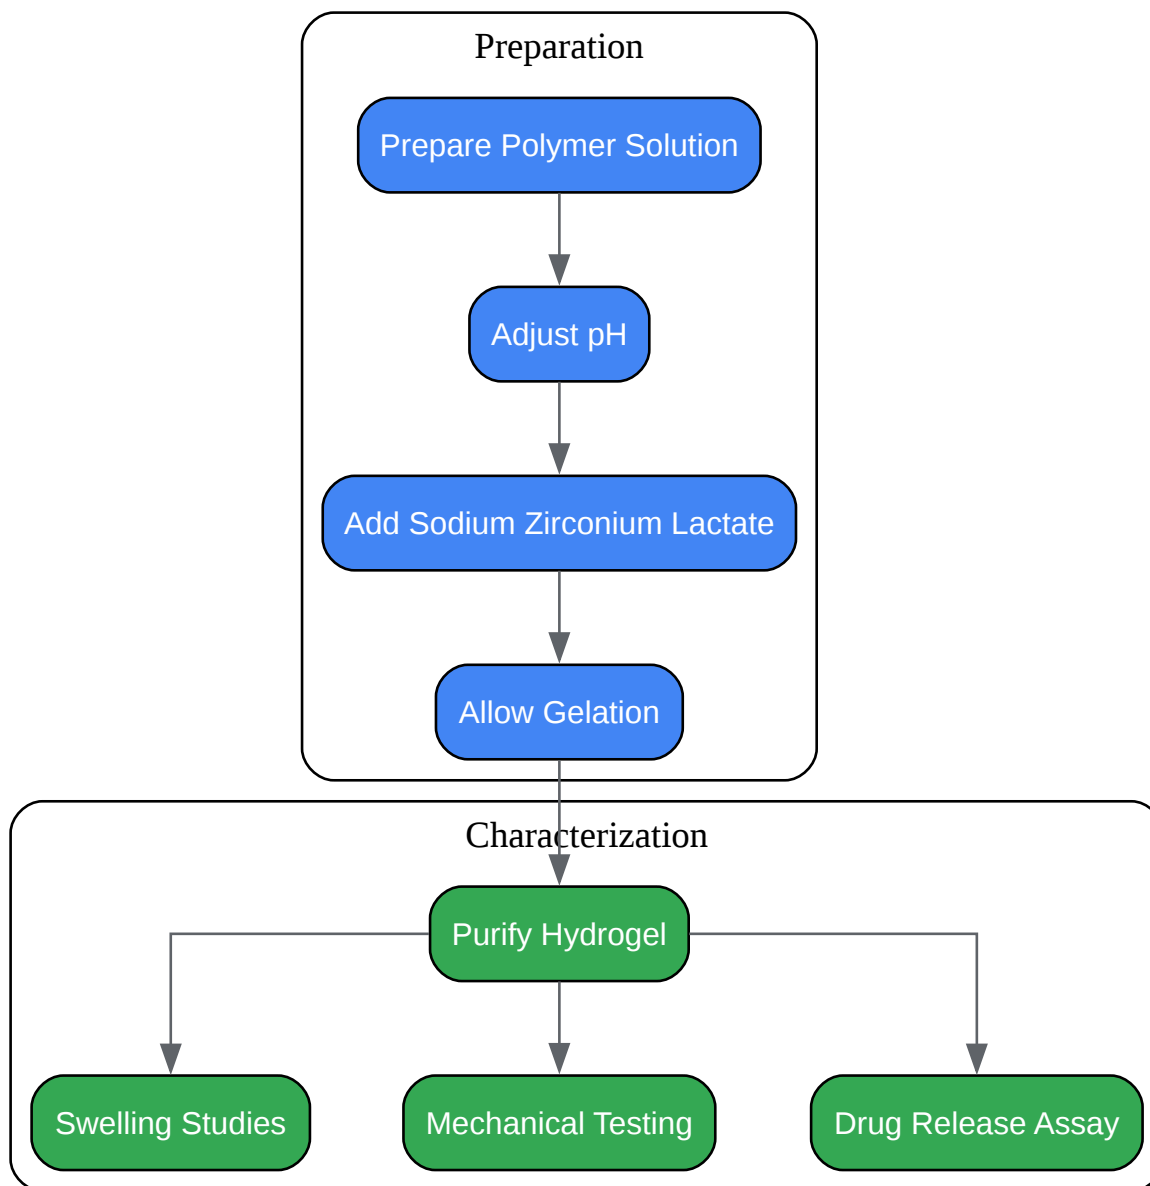 Preparation
Prepare Polymer Solution
Adjust pH
Add Sodium Zirconium Lactate
Allow Gelation
Characterization
Purify Hydrogel
Swelling Studies
Mechanical Testing
Drug Release Assay